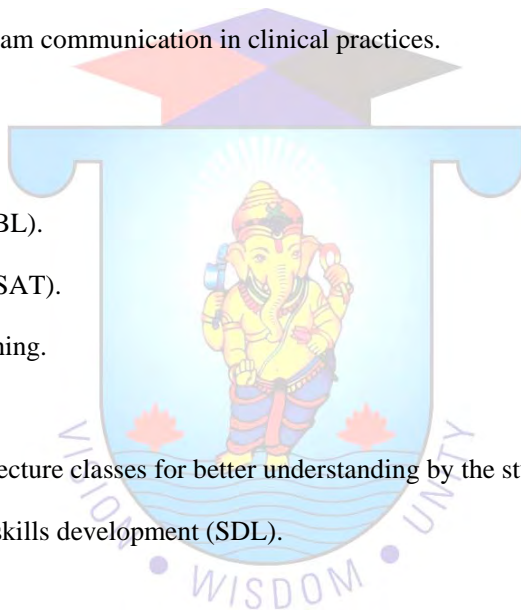 am communication in clinical practices.
BL).
SAT).
ning.
ecture classes for better understanding by the st
skills development (SDL).
VISION • WISDOM • UNITY